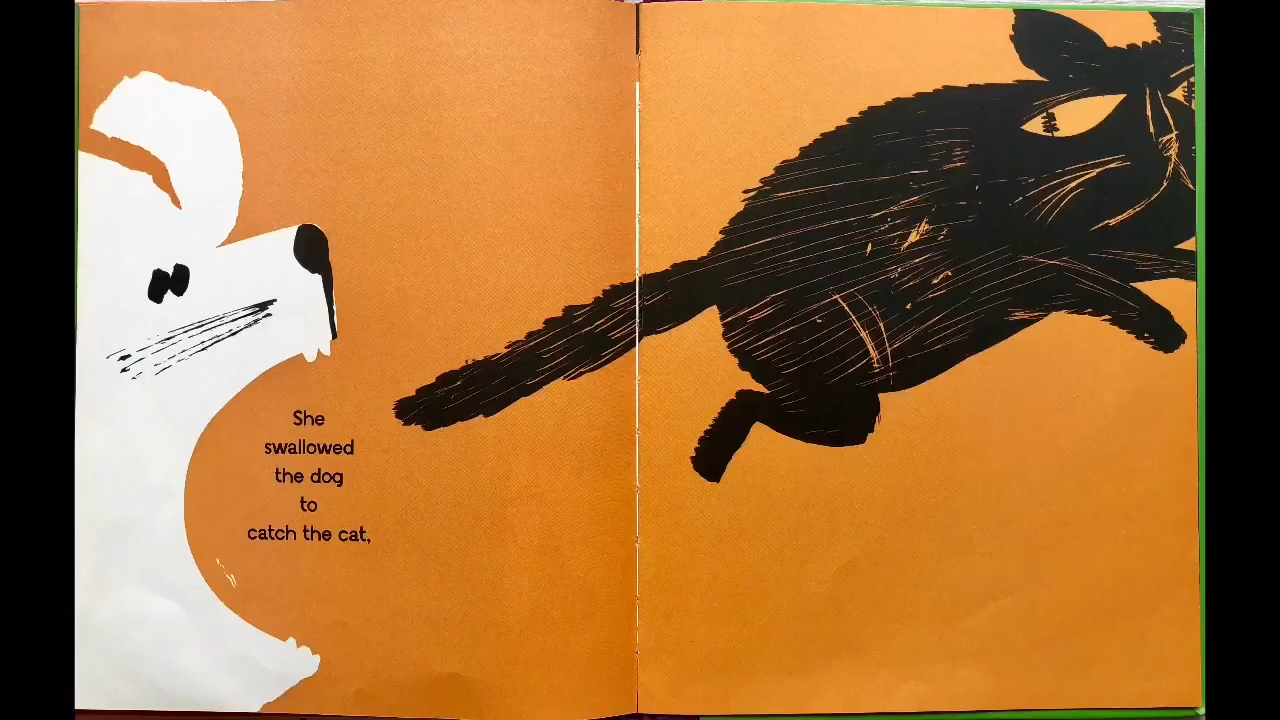 She
swallowed
the dog
to
catch the cat,